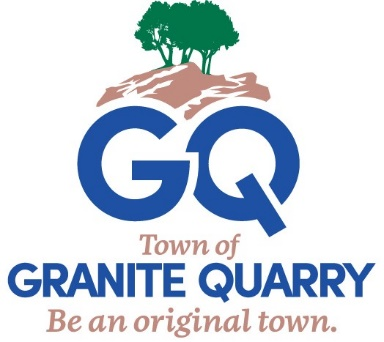 GQ
Town of
GRANITE QUARRY
Be an original town.